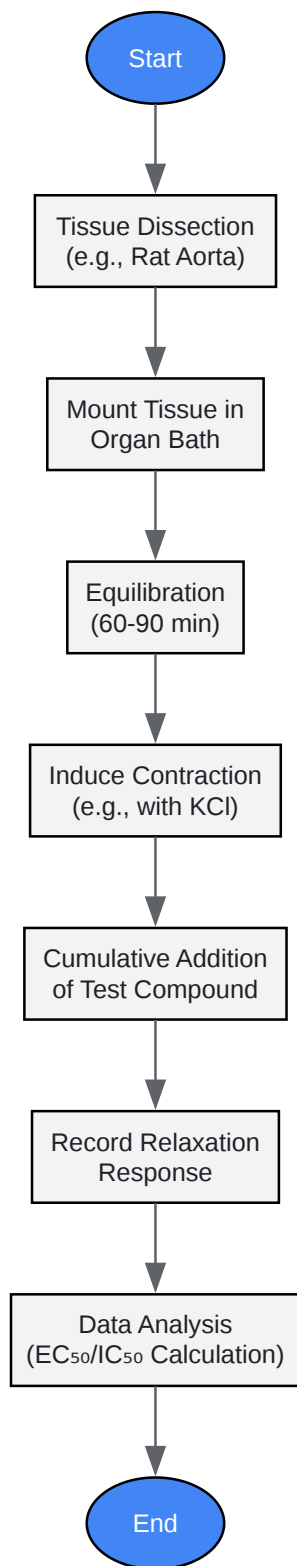 Start
Tissue Dissection
(e.g., Rat Aorta)
Mount Tissue in
Organ Bath
Equilibration
(60-90 min)
Induce Contraction
(e.g., with KCl)
Cumulative Addition
of Test Compound
Record Relaxation
Response
Data Analysis
(EC₅₀/IC₅₀ Calculation)
End